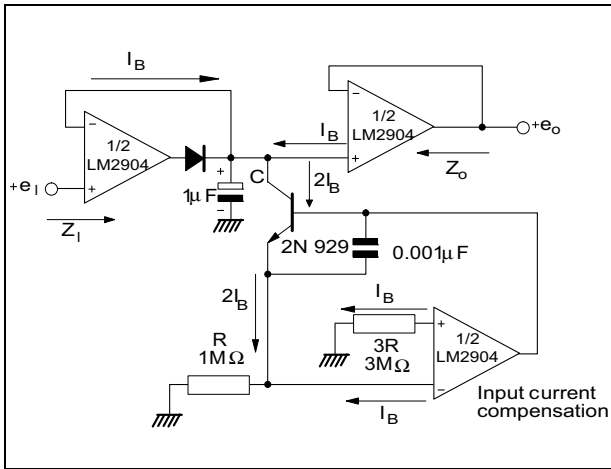 I_B
1/2
LM2904
+e_I
Z_I
+
1µF
−
C
I_B
2I_B
1/2
LM2904
+e_o
Z_o
2N 929
0.001µF
2I_B
R
1MΩ
I_B
3R
3MΩ
1/2
LM2904
I_B
Input current
compensation